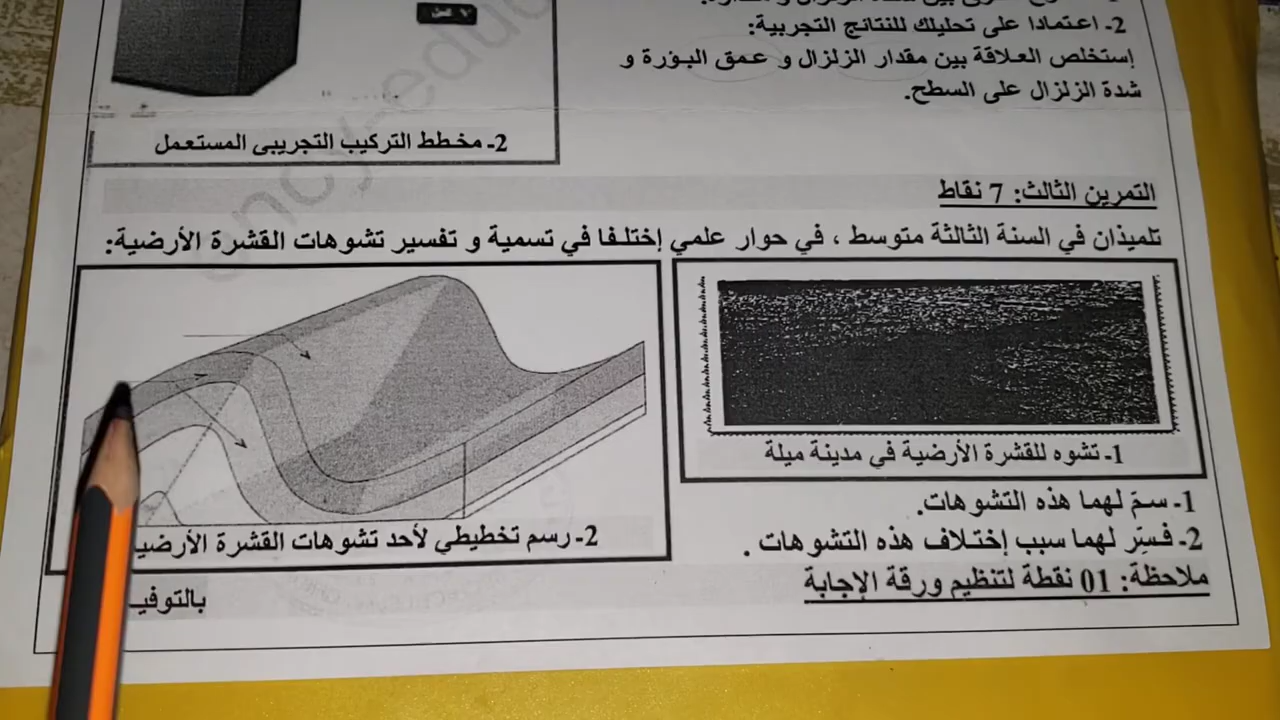 2- اعتمادا على تحليلك للنتائج التجربية:
إستخلص العلاقة بين مقدار الزلزال و عمق البؤرة و
شدة الزلزال على السطح.
2- مخطط التركيب التجريبي المستعمل
التمرين الثالث: 7 نقاط
تلميذان في السنة الثالثة متوسط ، في حوار علمي إختلفا في تسمية و تفسير تشوهات القشرة الأرضية:
1- تشوه للقشرة الأرضية في مدينة ميلة
2- رسم تخطيطي لأحد تشوهات القشرة الأرضي
1- سمّ لهما هذه التشوهات.
2- فسِّر لهما سبب إختلاف هذه التشوهات .
ملاحظة: 01 نقطة لتنظيم ورقة الإجابة
بالتوفيـ